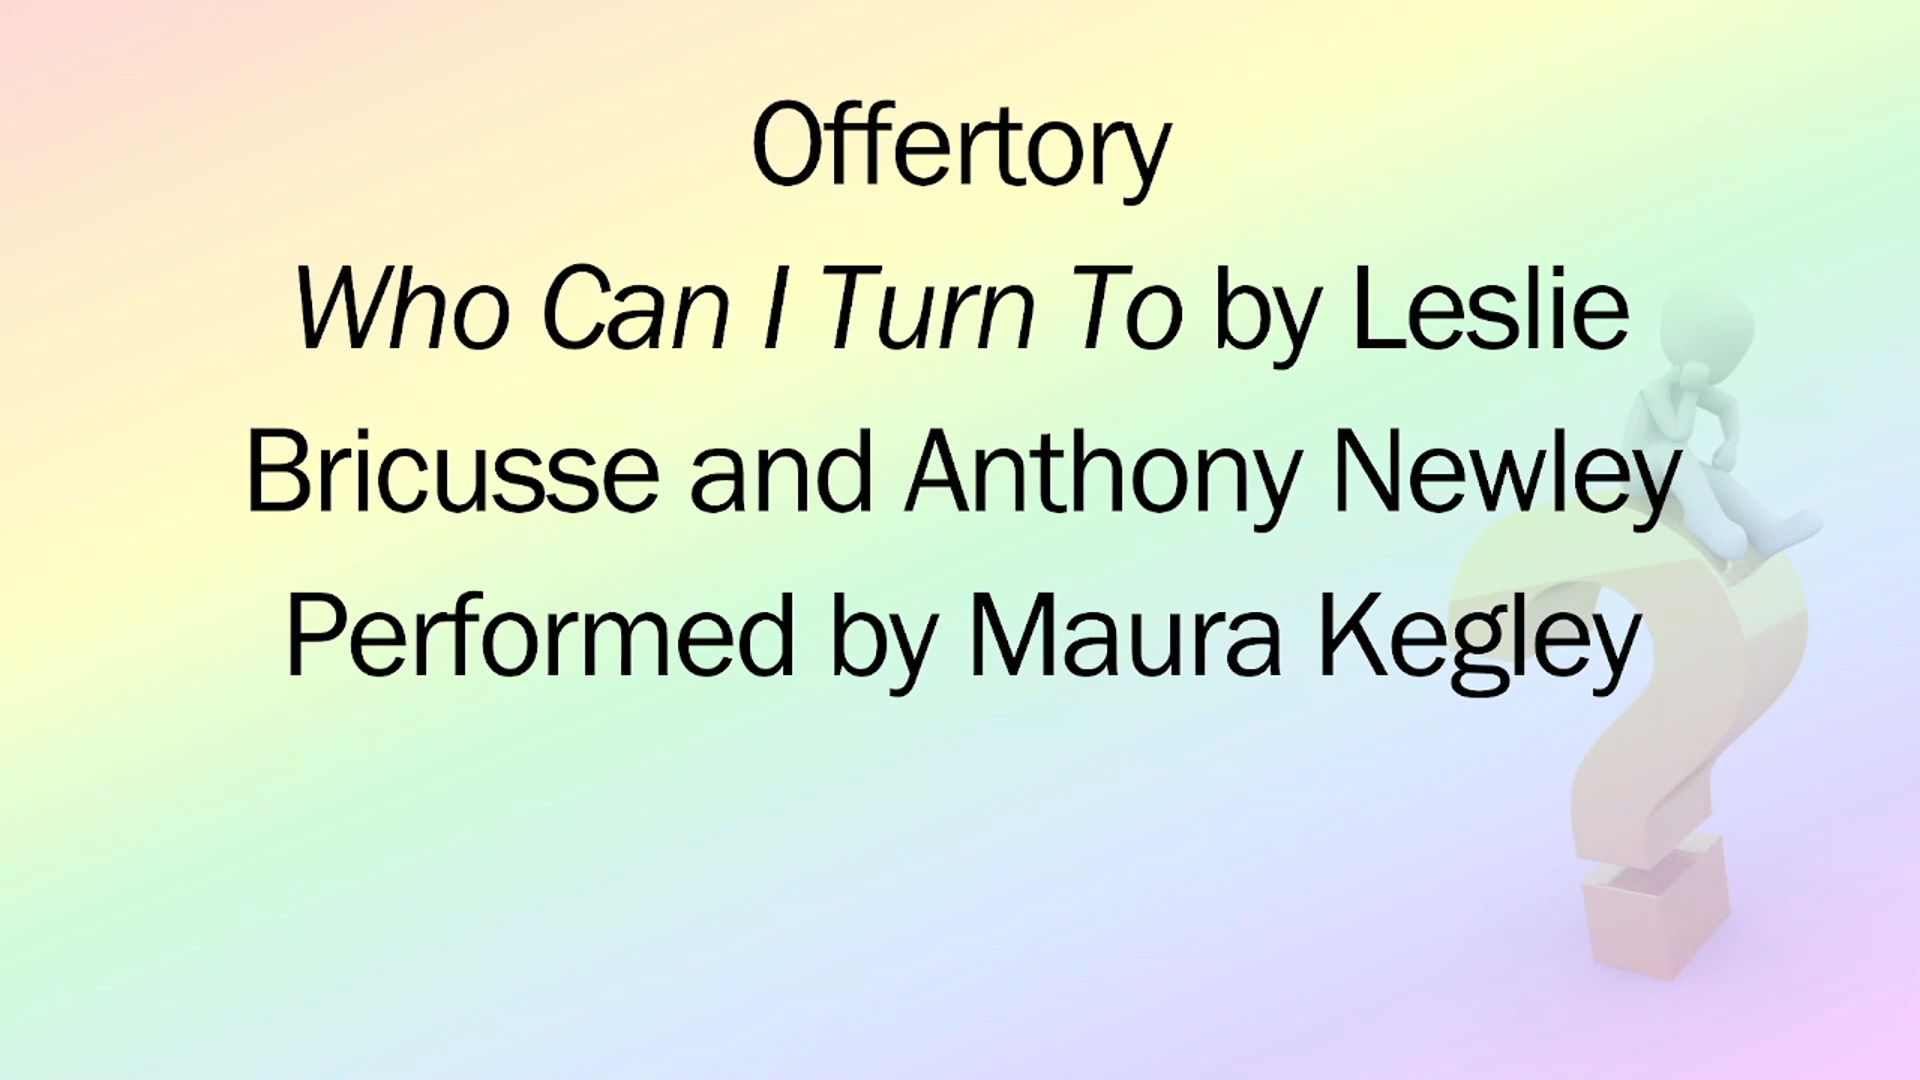 Offertory
Who Can I Turn To by Leslie
Bricusse and Anthony Newley
Performed by Maura Kegley